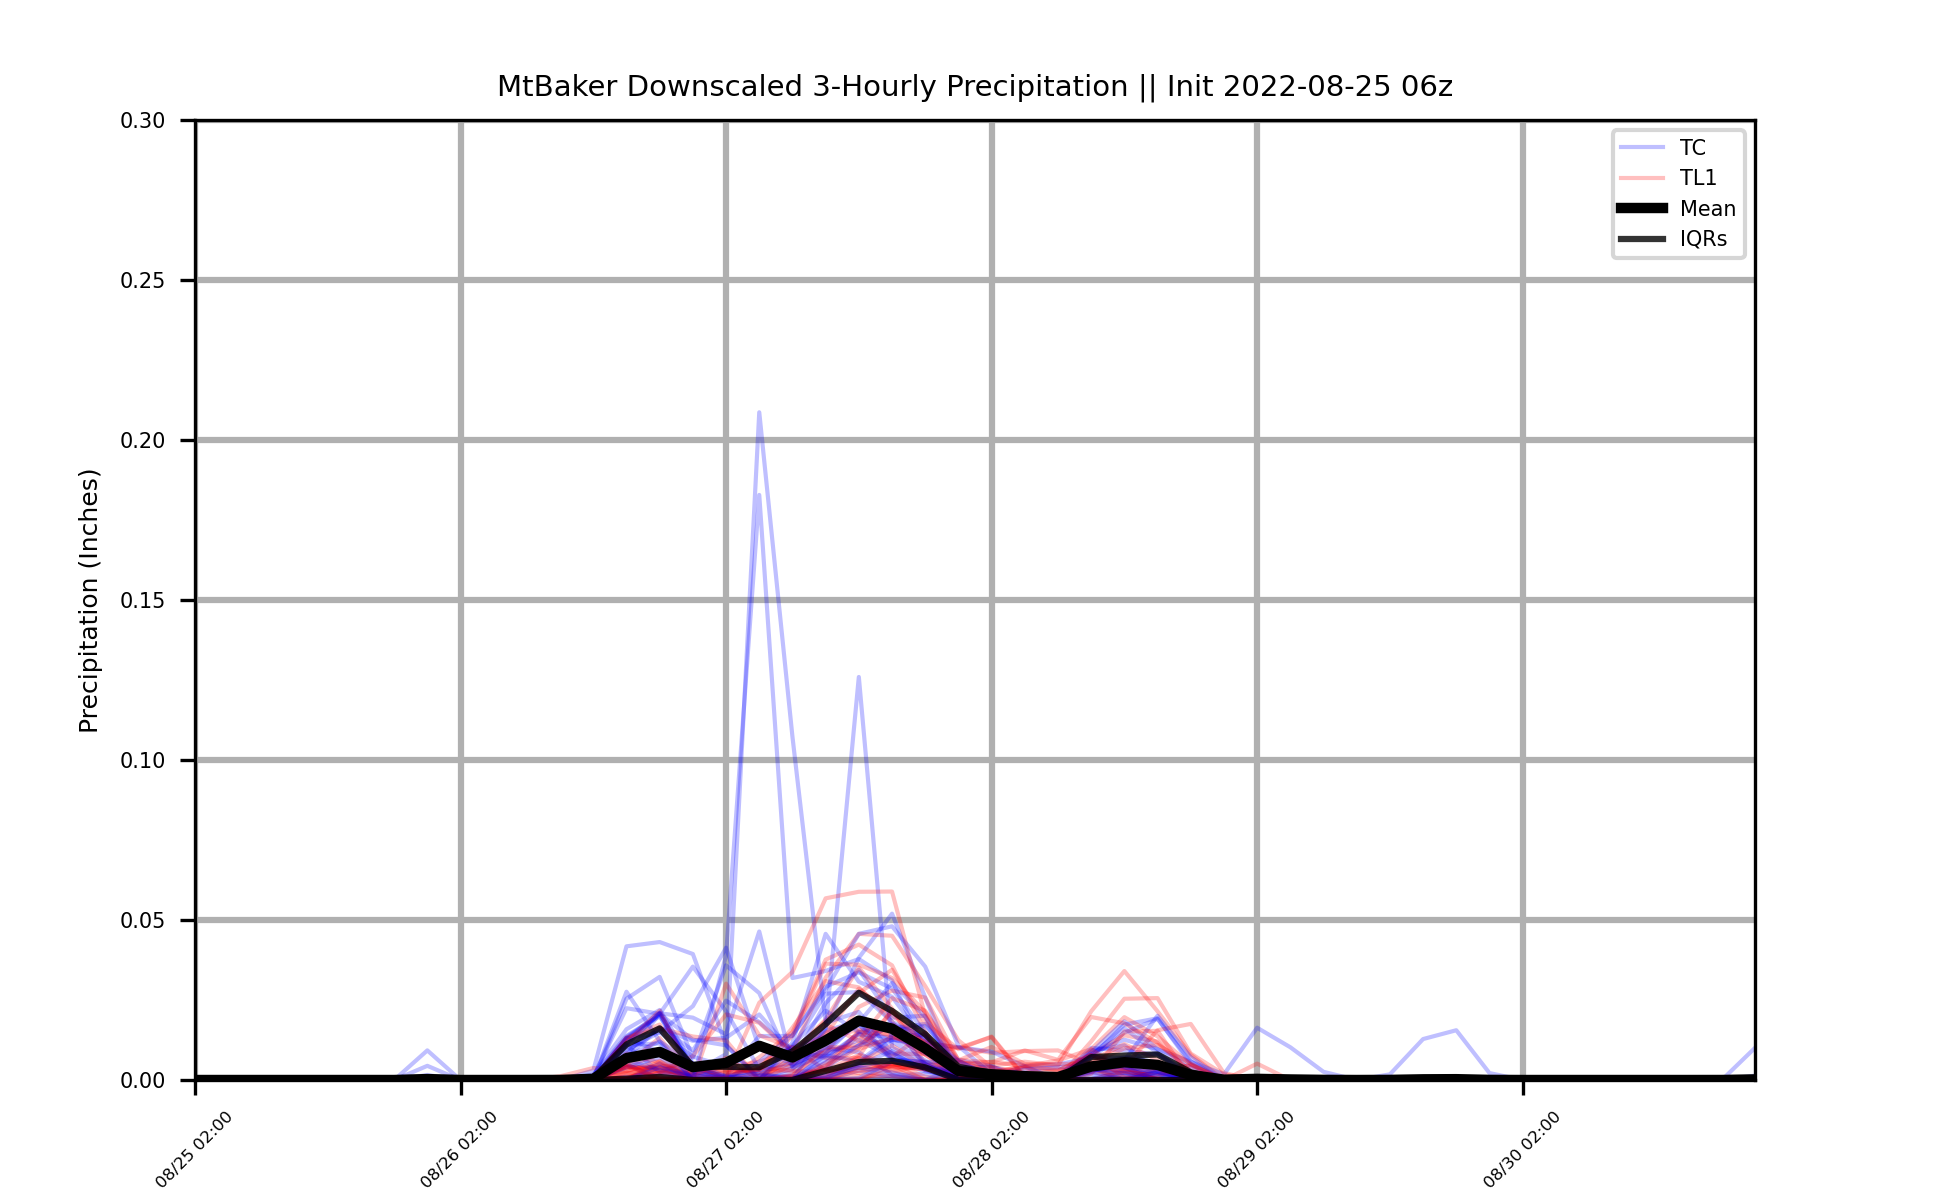 MtBaker Downscaled 3-Hourly Precipitation || Init 2022-08-25 06z
Precipitation (Inches)
0.30
0.25
0.20
0.15
0.10
0.05
0.00
TC
TL1
Mean
IQRs
08/25 02:00
08/26 02:00
08/27 02:00
08/28 02:00
08/29 02:00
08/30 02:00